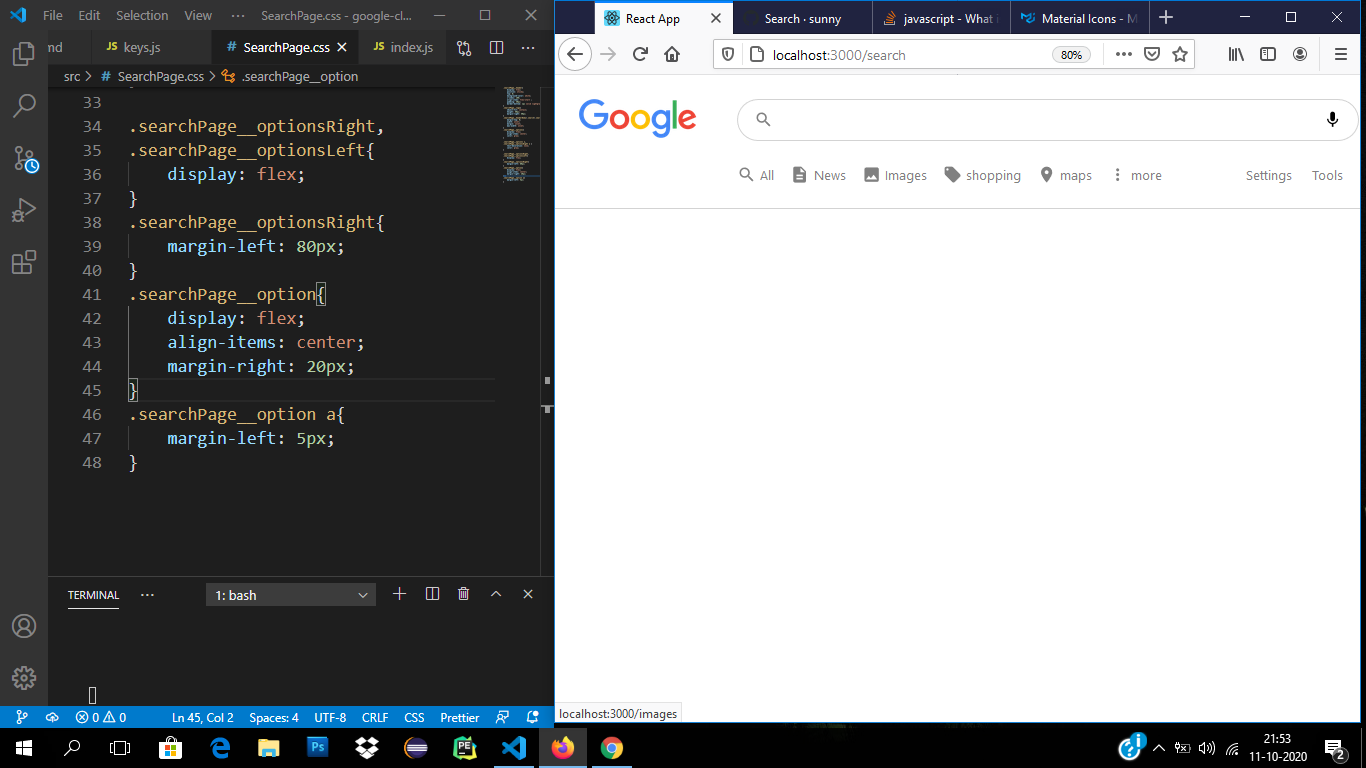 File Edit Selection View ··· SearchPage.css - google-cl...
md
JS keys.js
# SearchPage.css
JS index.js
src > # SearchPage.css > .searchPage__option
33
34 .searchPage__optionsRight,
35 .searchPage__optionsLeft{
36 display: flex;
37 }
38 .searchPage__optionsRight{
39 margin-left: 80px;
40 }
41 .searchPage__option{
42 display: flex;
43 align-items: center;
44 margin-right: 20px;
45 }
46 .searchPage__option a{
47 margin-left: 5px;
48 }
TERMINAL ··· 1: bash
0 0 Ln 45, Col 2 Spaces: 4 UTF-8 CRLF CSS Prettier
React App
Search · sunny
javascript - What i
Material Icons - M
localhost:3000/search 80%
Google
All News Images shopping maps more Settings Tools
localhost:3000/images
Ps
PE
21:53
11-10-2020
2